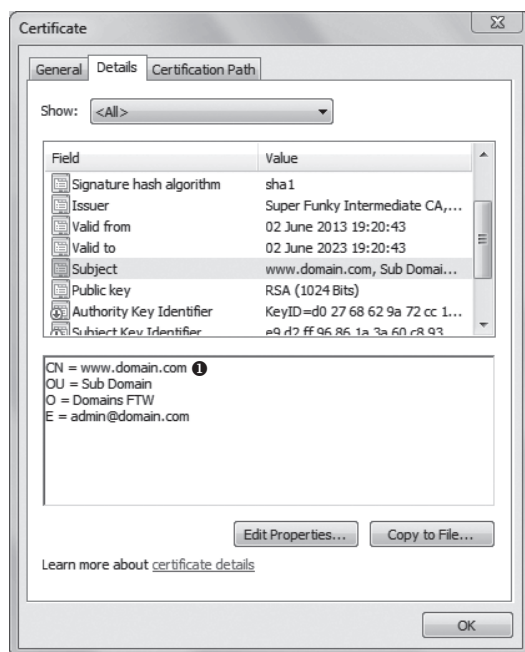 Certificate
General Details Certification Path
Show: <All>
Field Value
Signature hash algorithm sha1
Issuer Super Funky Intermediate CA,...
Valid from 02 June 2013 19:20:43
Valid to 02 June 2023 19:20:43
Subject www.domain.com, Sub Domai...
Public key RSA (1024 Bits)
Authority Key Identifier KeyID=d0 27 68 62 9a 72 cc 1...
Subject Key Identifier e9 d2 ff 96 86 1a 3a 60 c8 93
CN = www.domain.com ❶
OU = Sub Domain
O = Domains FTW
E = admin@domain.com
Edit Properties... Copy to File...
Learn more about certificate details
OK